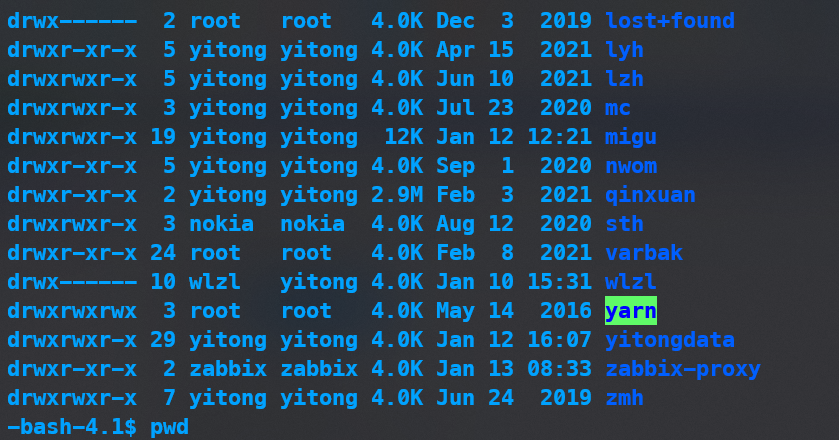 drwx------  2 root   root   4.0K Dec  3  2019 lost+found
drwxr-xr-x  5 yitong yitong 4.0K Apr 15  2021 lyh
drwxrwxr-x  5 yitong yitong 4.0K Jun 10  2021 lzh
drwxrwxr-x  3 yitong yitong 4.0K Jul 23  2020 mc
drwxrwxr-x 19 yitong yitong  12K Jan 12 12:21 migu
drwxr-xr-x  5 yitong yitong 4.0K Sep  1  2020 nwom
drwxr-xr-x  2 yitong yitong 2.9M Feb  3  2021 qinxuan
drwxrwxr-x  3 nokia  nokia  4.0K Aug 12  2020 sth
drwxr-xr-x 24 root   root   4.0K Feb  8  2021 varbak
drwx------ 10 wlzl   yitong 4.0K Jan 10 15:31 wlzl
drwxrwxrwx  3 root   root   4.0K May 14  2016 yarn
drwxrwxr-x 29 yitong yitong 4.0K Jan 12 16:07 yitongdata
drwxr-xr-x  2 zabbix zabbix 4.0K Jan 13 08:33 zabbix-proxy
drwxrwxr-x  7 yitong yitong 4.0K Jun 24  2019 zmh
-bash-4.1$ pwd